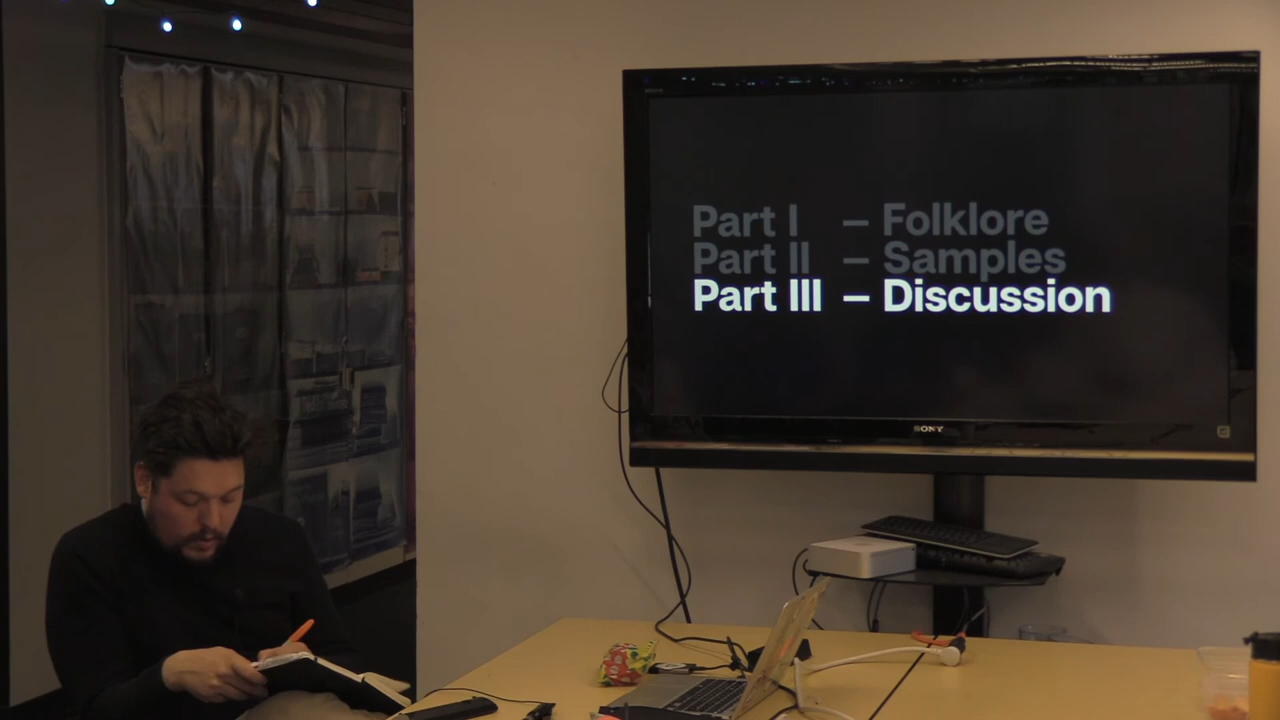 Part I — Folklore
Part II — Samples
Part III — Discussion
SONY